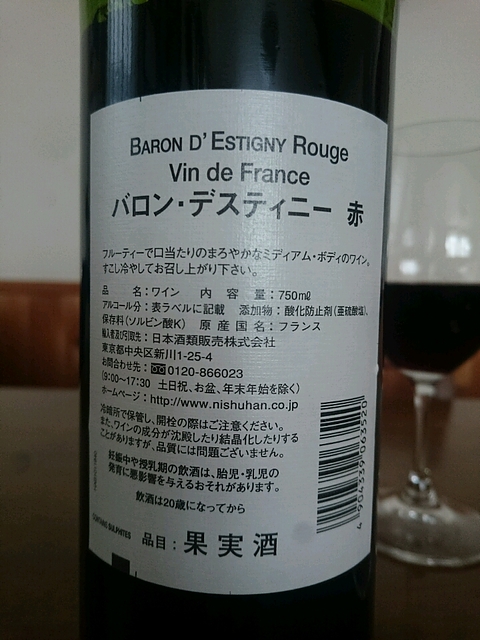 BARON D'ESTIGNY Rouge
Vin de France
バロン・デスティニー 赤
フルーティーで口当たりのまろやかなミディアム・ボディのワイン。
すこし冷やしてお召し上がり下さい。
品 名:ワイン 内 容 量:750mℓ
アルコール分:表ラベルに記載 添加物:酸化防止剤(亜硫酸塩)、
保存料(ソルビン酸K) 原 産 国 名:フランス
輸入者及び引取先:日本酒類販売株式会社
東京都中央区新川1-25-4
お問合わせ先:0120-866023
(9:00〜17:30 土日祝、お盆、年末年始を除く)
ホームページ:http://www.nishuhan.co.jp
冷暗所で保管し、開栓の際はご注意ください。
また、ワインの成分が沈殿したり結晶化したりする
ことがありますが、品質には問題ございません。
妊娠中や授乳期の飲酒は、胎児・乳児の
発育に悪影響を与えるおそれがあります。
飲酒は20歳になってから
CONTAINS SULPHITES
品目:果実酒
4904339063520